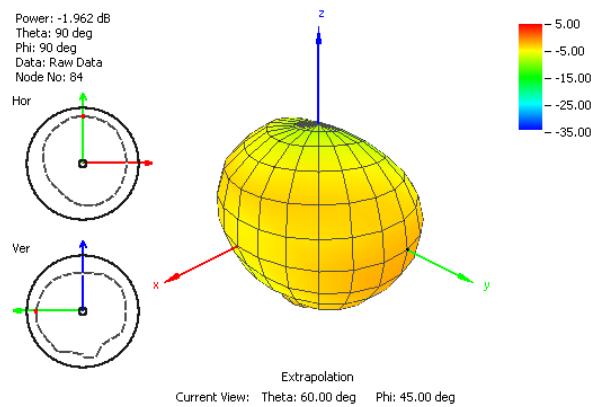 Power: -1.962 dB
Theta: 90 deg
Phi: 90 deg
Data: Raw Data
Node No: 84
Hor
Ver
z
x
y
5.00
-5.00
-15.00
-25.00
-35.00
Extrapolation
Current View: Theta: 60.00 deg Phi: 45.00 deg